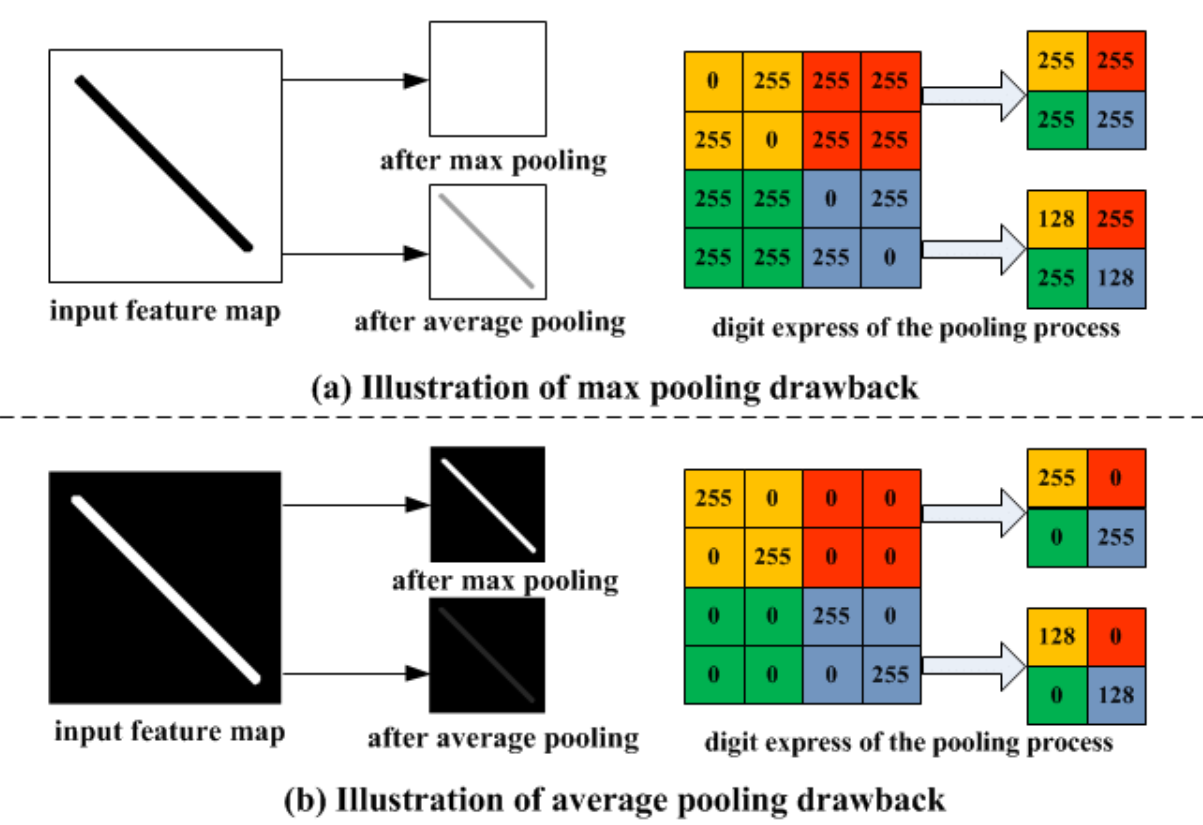 after max pooling
input feature map
after average pooling
0 255 255 255
255 0 255 255
255 255 0 255
255 255 255 0
255 255
255 255
128 255
255 128
digit express of the pooling process
(a) Illustration of max pooling drawback
after max pooling
input feature map
after average pooling
255 0 0 0
0 255 0 0
0 0 255 0
0 0 0 255
255 0
0 255
128 0
0 128
digit express of the pooling process
(b) Illustration of average pooling drawback